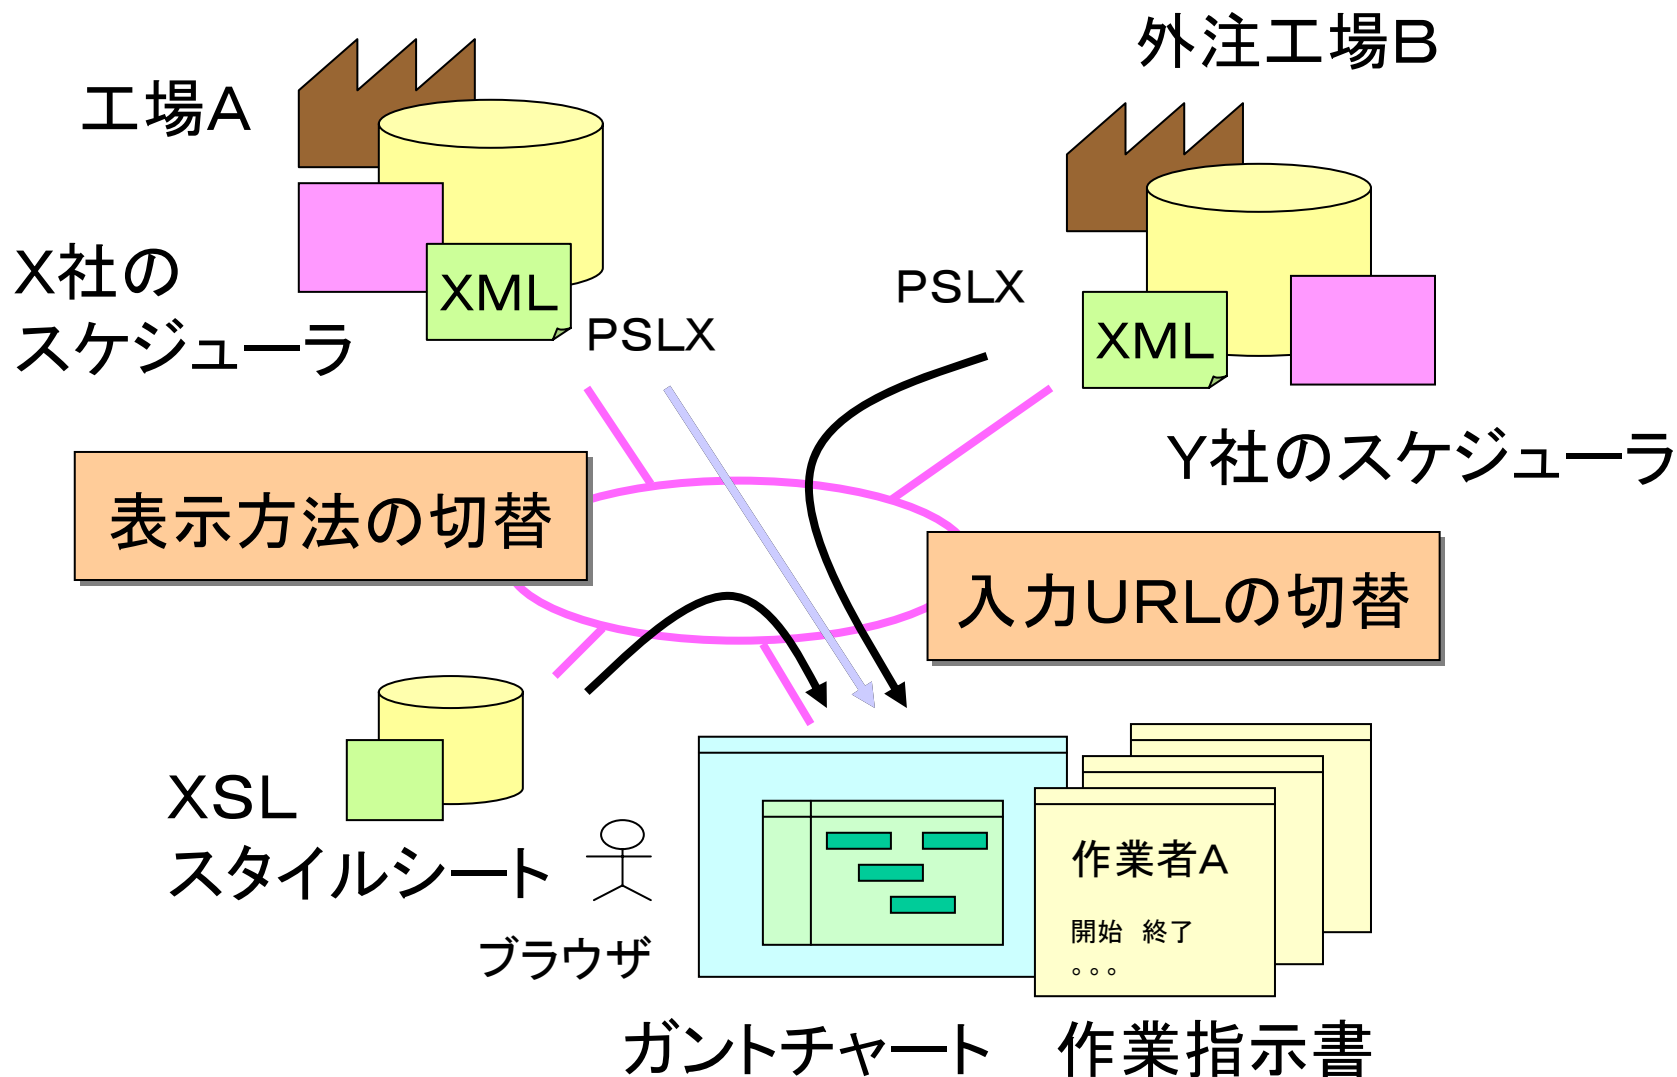 外注工場B
工場A
X社の
スケジューラ
XML
PSLX
PSLX
XML
Y社のスケジューラ
表示方法の切替
入力URLの切替
XSL
スタイルシート
ブラウザ
作業者A
開始 終了
。。。
ガントチャート
作業指示書